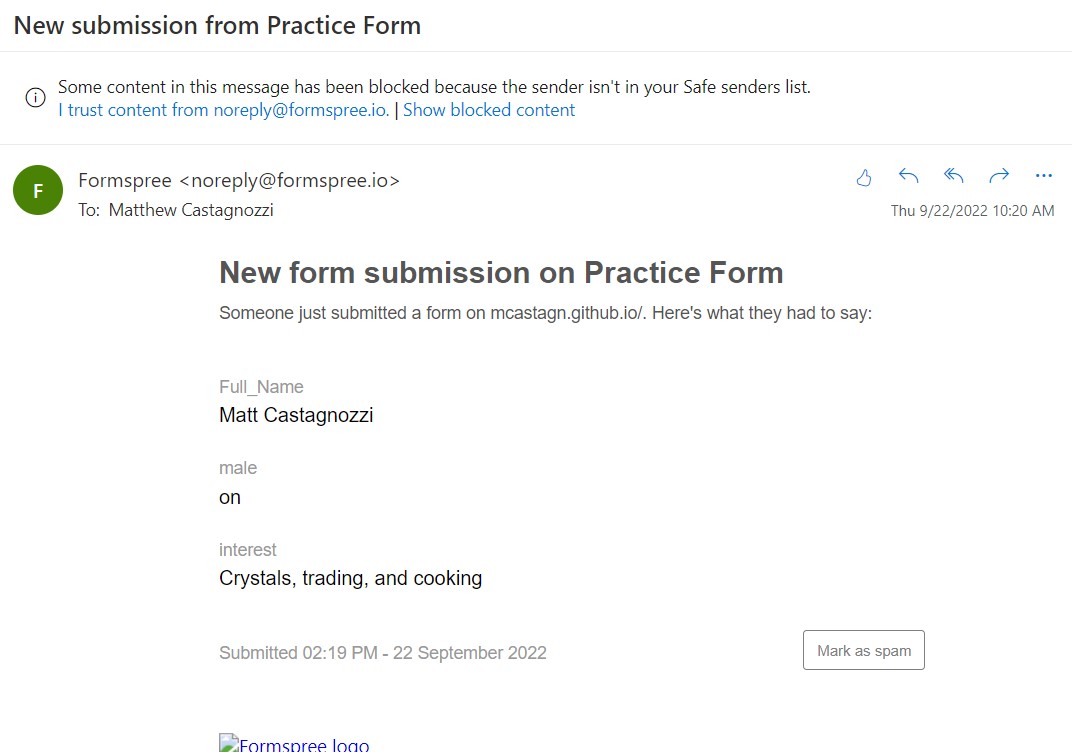 New submission from Practice Form
Some content in this message has been blocked because the sender isn't in your Safe senders list.
I trust content from noreply@formspree.io. | Show blocked content
F
Formspree <noreply@formspree.io>
To: Matthew Castagnozzi
Thu 9/22/2022 10:20 AM
New form submission on Practice Form
Someone just submitted a form on mcastagn.github.io/. Here's what they had to say:
Full_Name
Matt Castagnozzi
male
on
interest
Crystals, trading, and cooking
Submitted 02:19 PM - 22 September 2022
Mark as spam
Formspree logo